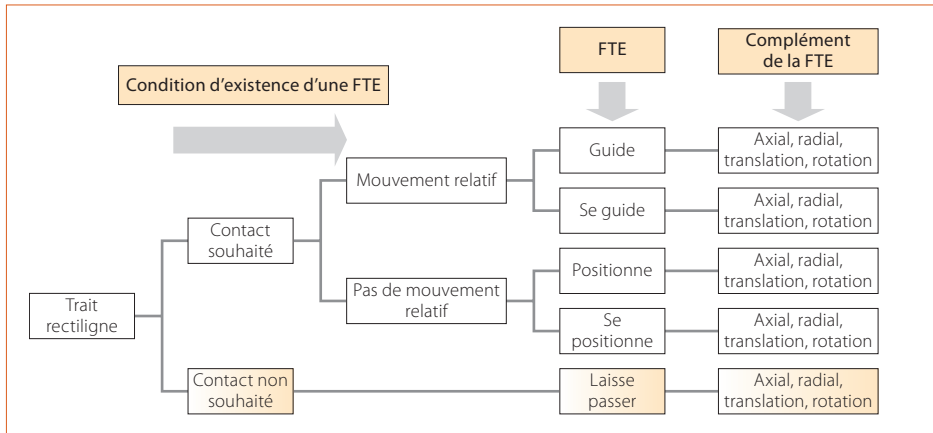 FTE
Complément
de la FTE
Condition d'existence d'une FTE
Guide
Axial, radial,
translation, rotation
Mouvement relatif
Se guide
Axial, radial,
translation, rotation
Contact
souhaité
Positionne
Axial, radial,
translation, rotation
Pas de mouvement
relatif
Trait
rectiligne
Se
positionne
Axial, radial,
translation, rotation
Contact non
souhaité
Laisse
passer
Axial, radial,
translation, rotation